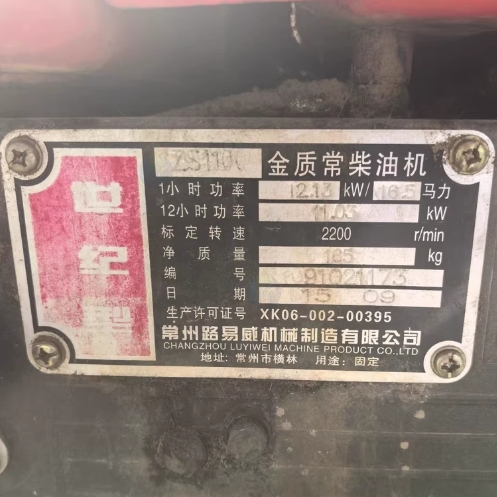 世纪型
ZS1100 金质常柴油机
1小时功率 12.13 kW/ 16.5 马力
12小时功率 11.03 kW
标定转速 2200 r/min
净质量 185 kg
编号 91021173
日期 15 09
生产许可证号 XK06-002-00395
常州路易威机械制造有限公司
CHANGZHOU LUYIWEI MACHINE PRODUCT CO.,LTD
地址: 常州市横林 用途: 固定